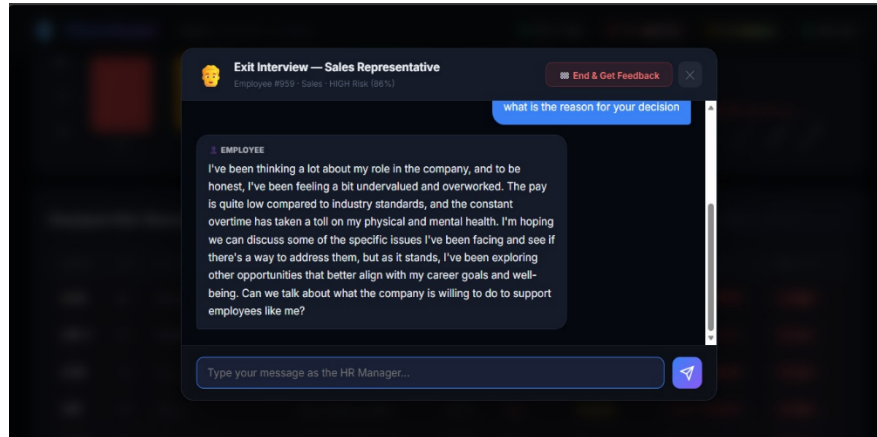 Exit Interview — Sales Representative
Employee #959 · Sales · HIGH Risk (86%)
End & Get Feedback
what is the reason for your decision
EMPLOYEE
I've been thinking a lot about my role in the company, and to be
honest, I've been feeling a bit undervalued and overworked. The pay
is quite low compared to industry standards, and the constant
overtime has taken a toll on my physical and mental health. I'm hoping
we can discuss some of the specific issues I've been facing and see if
there's a way to address them, but as it stands, I've been exploring
other opportunities that better align with my career goals and well-
being. Can we talk about what the company is willing to do to support
employees like me?
Type your message as the HR Manager...